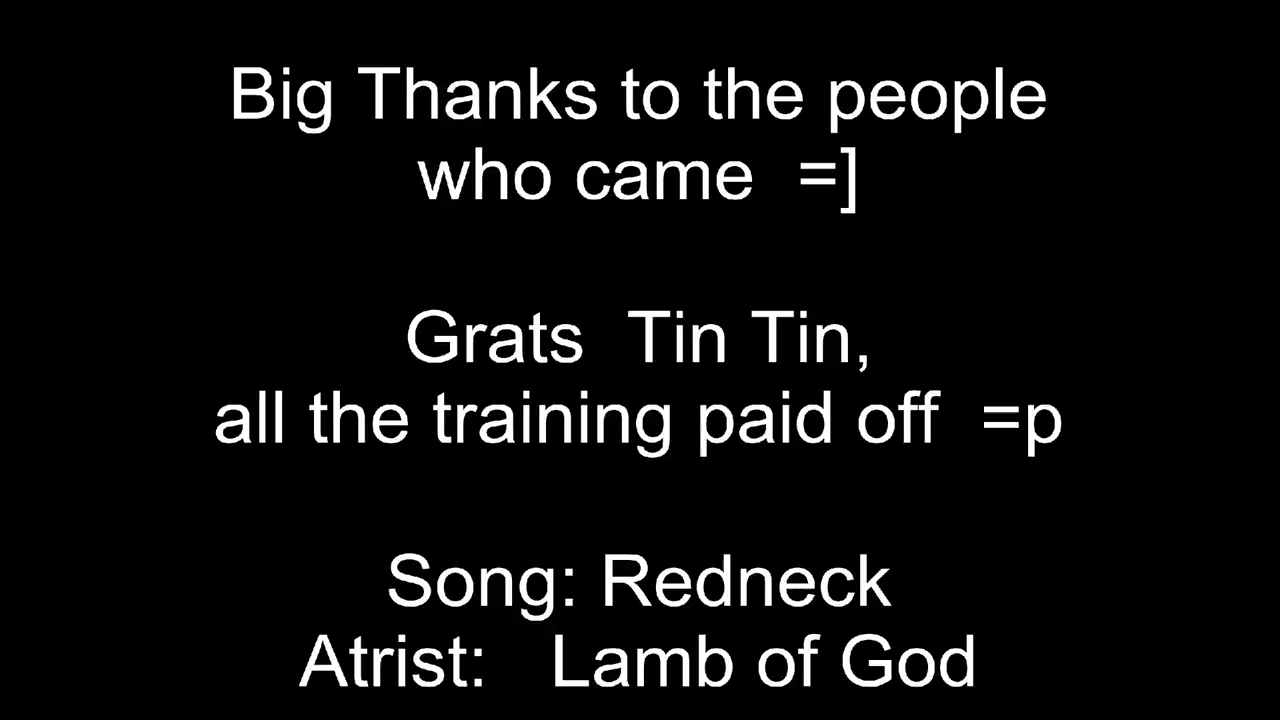 Big Thanks to the people
who came  =]
Grats  Tin Tin,
all the training paid off  =p
Song: Redneck
Atrist:   Lamb of God